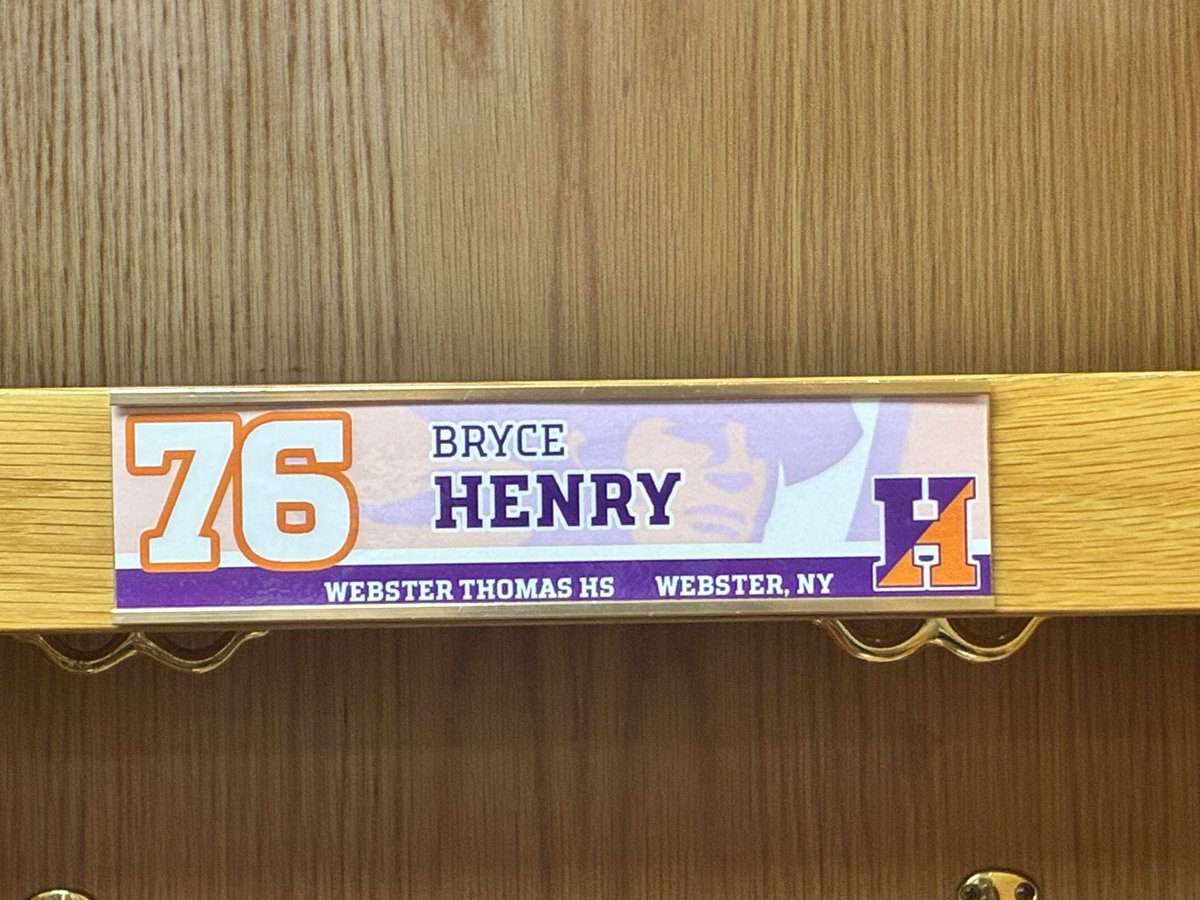 76
BRYCE
HENRY
H
WEBSTER THOMAS HS WEBSTER, NY